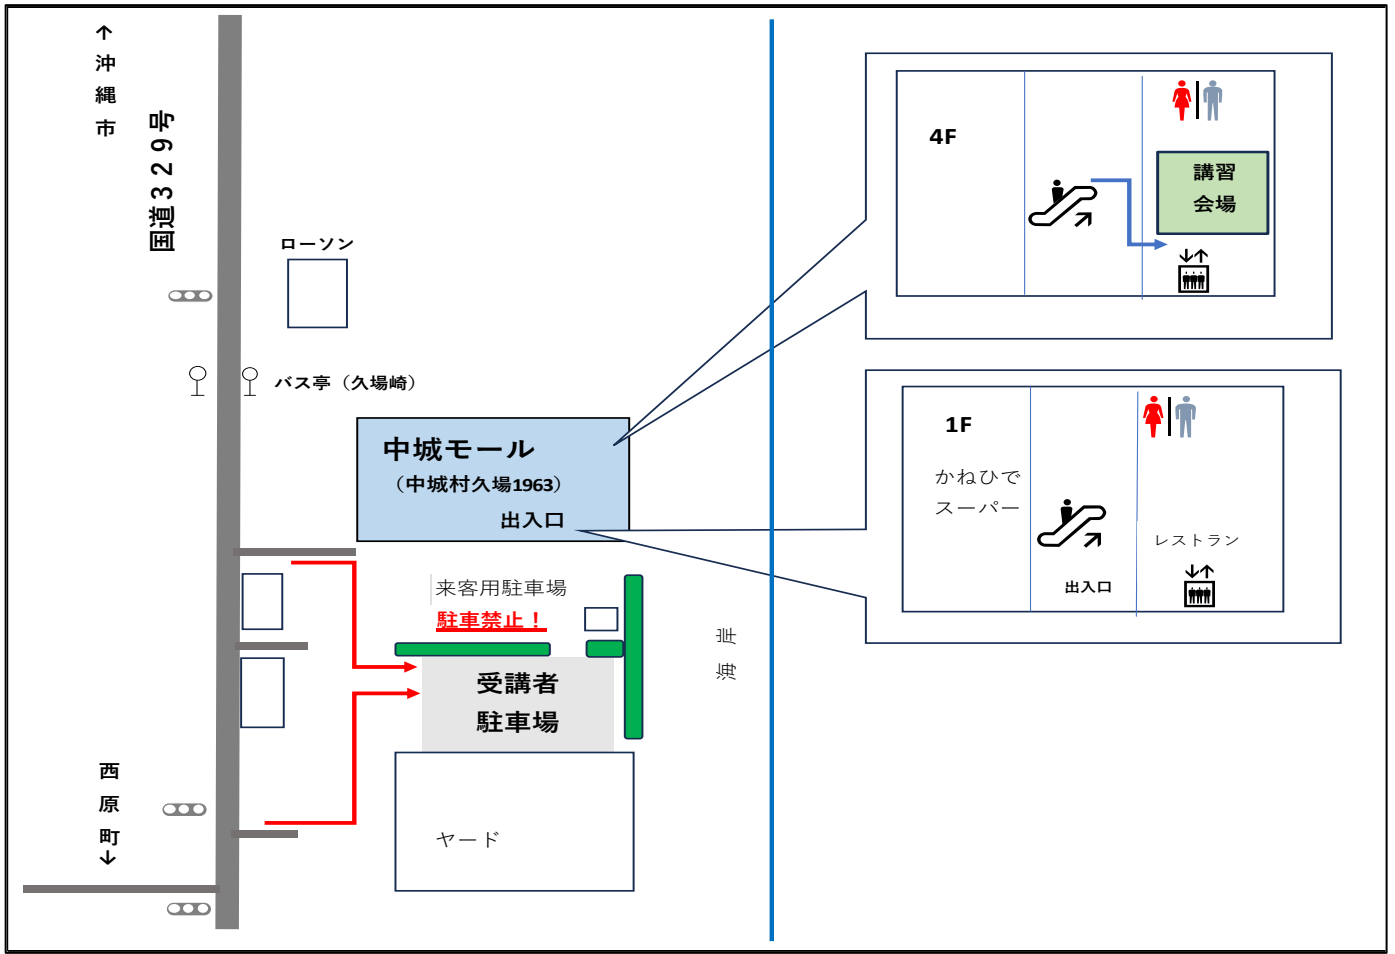 ↑沖縄市
国道329号
ローソン
バス亭（久場崎）
中城モール
（中城村久場1963）
出入口
来客用駐車場
駐車禁止！
受講者
駐車場
ヤード
西原町↓
海岸
4F
講習
会場
1F
かねひで
スーパー
レストラン
出入口